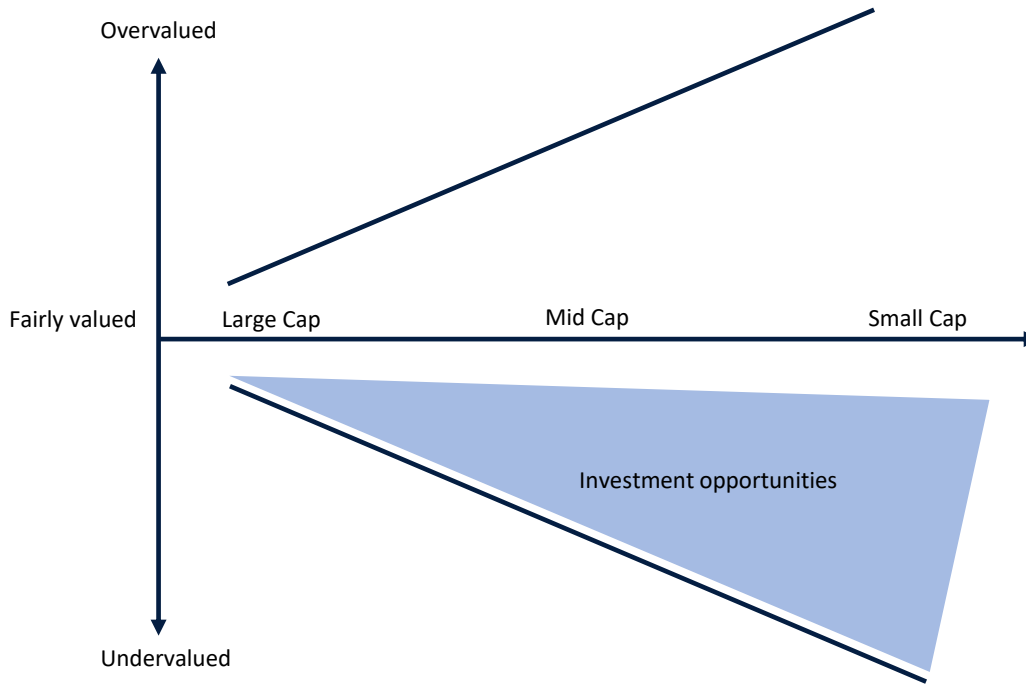 Overvalued
Fairly valued
Large Cap
Mid Cap
Small Cap
Investment opportunities
Undervalued